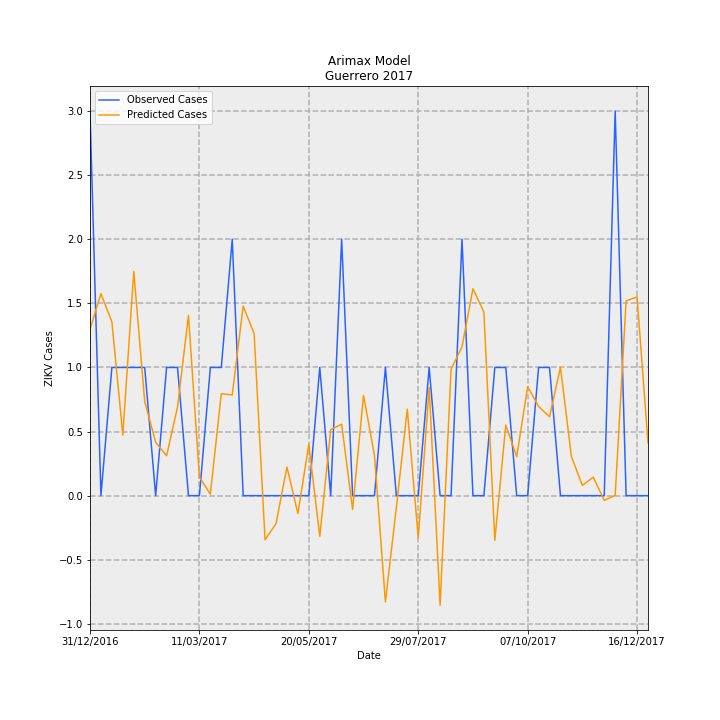 Arimax Model
Guerrero 2017
Observed Cases
Predicted Cases
ZIKV Cases
3.0
2.5
2.0
1.5
1.0
0.5
0.0
−0.5
−1.0
31/12/2016
11/03/2017
20/05/2017
29/07/2017
07/10/2017
16/12/2017
Date